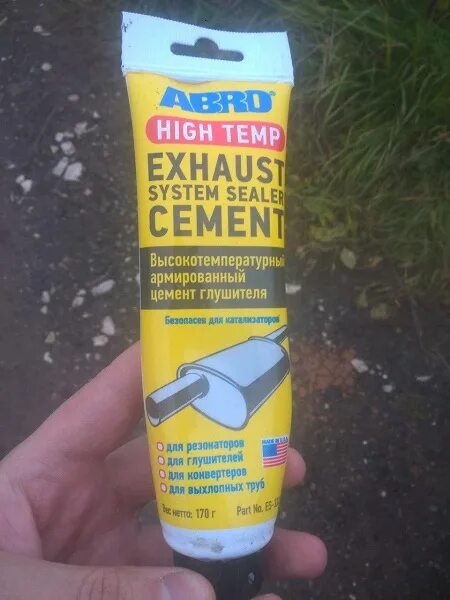 ABRO
HIGH TEMP
EXHAUST
SYSTEM SEALER
CEMENT
Высокотемпературный
армированный
цемент глушителя
Безопасен для катализаторов
MADE IN U.S.A.
для резонаторов
для глушителей
для конвертеров
для выхлопных труб
Вес нетто: 170 г
Part No.